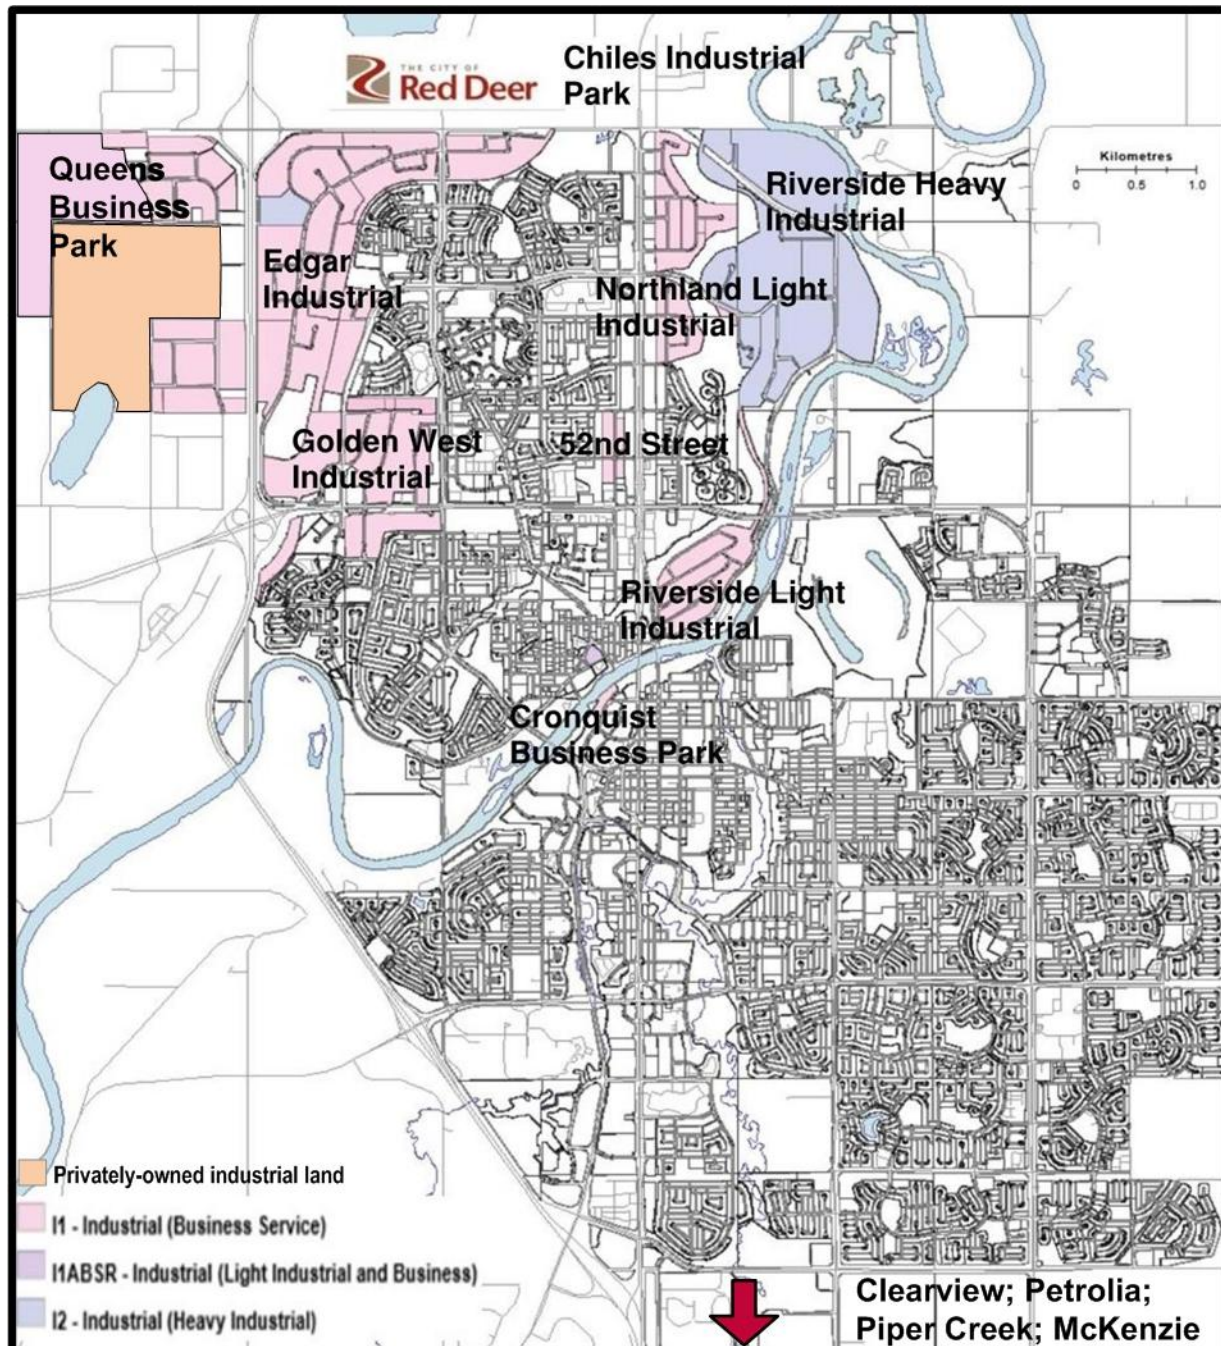 THE CITY OF
Red Deer
Chiles Industrial
Park
Kilometres
0 0.5 1.0
Queens
Business
Park
Riverside Heavy
Industrial
Edgar
Industrial
Northland Light
Industrial
Golden West
Industrial
52nd Street
Riverside Light
Industrial
Cronquist
Business Park
Privately-owned industrial land
I1 - Industrial (Business Service)
I1ABSR - Industrial (Light Industrial and Business)
I2 - Industrial (Heavy Industrial)
Clearview; Petrolia;
Piper Creek; McKenzie